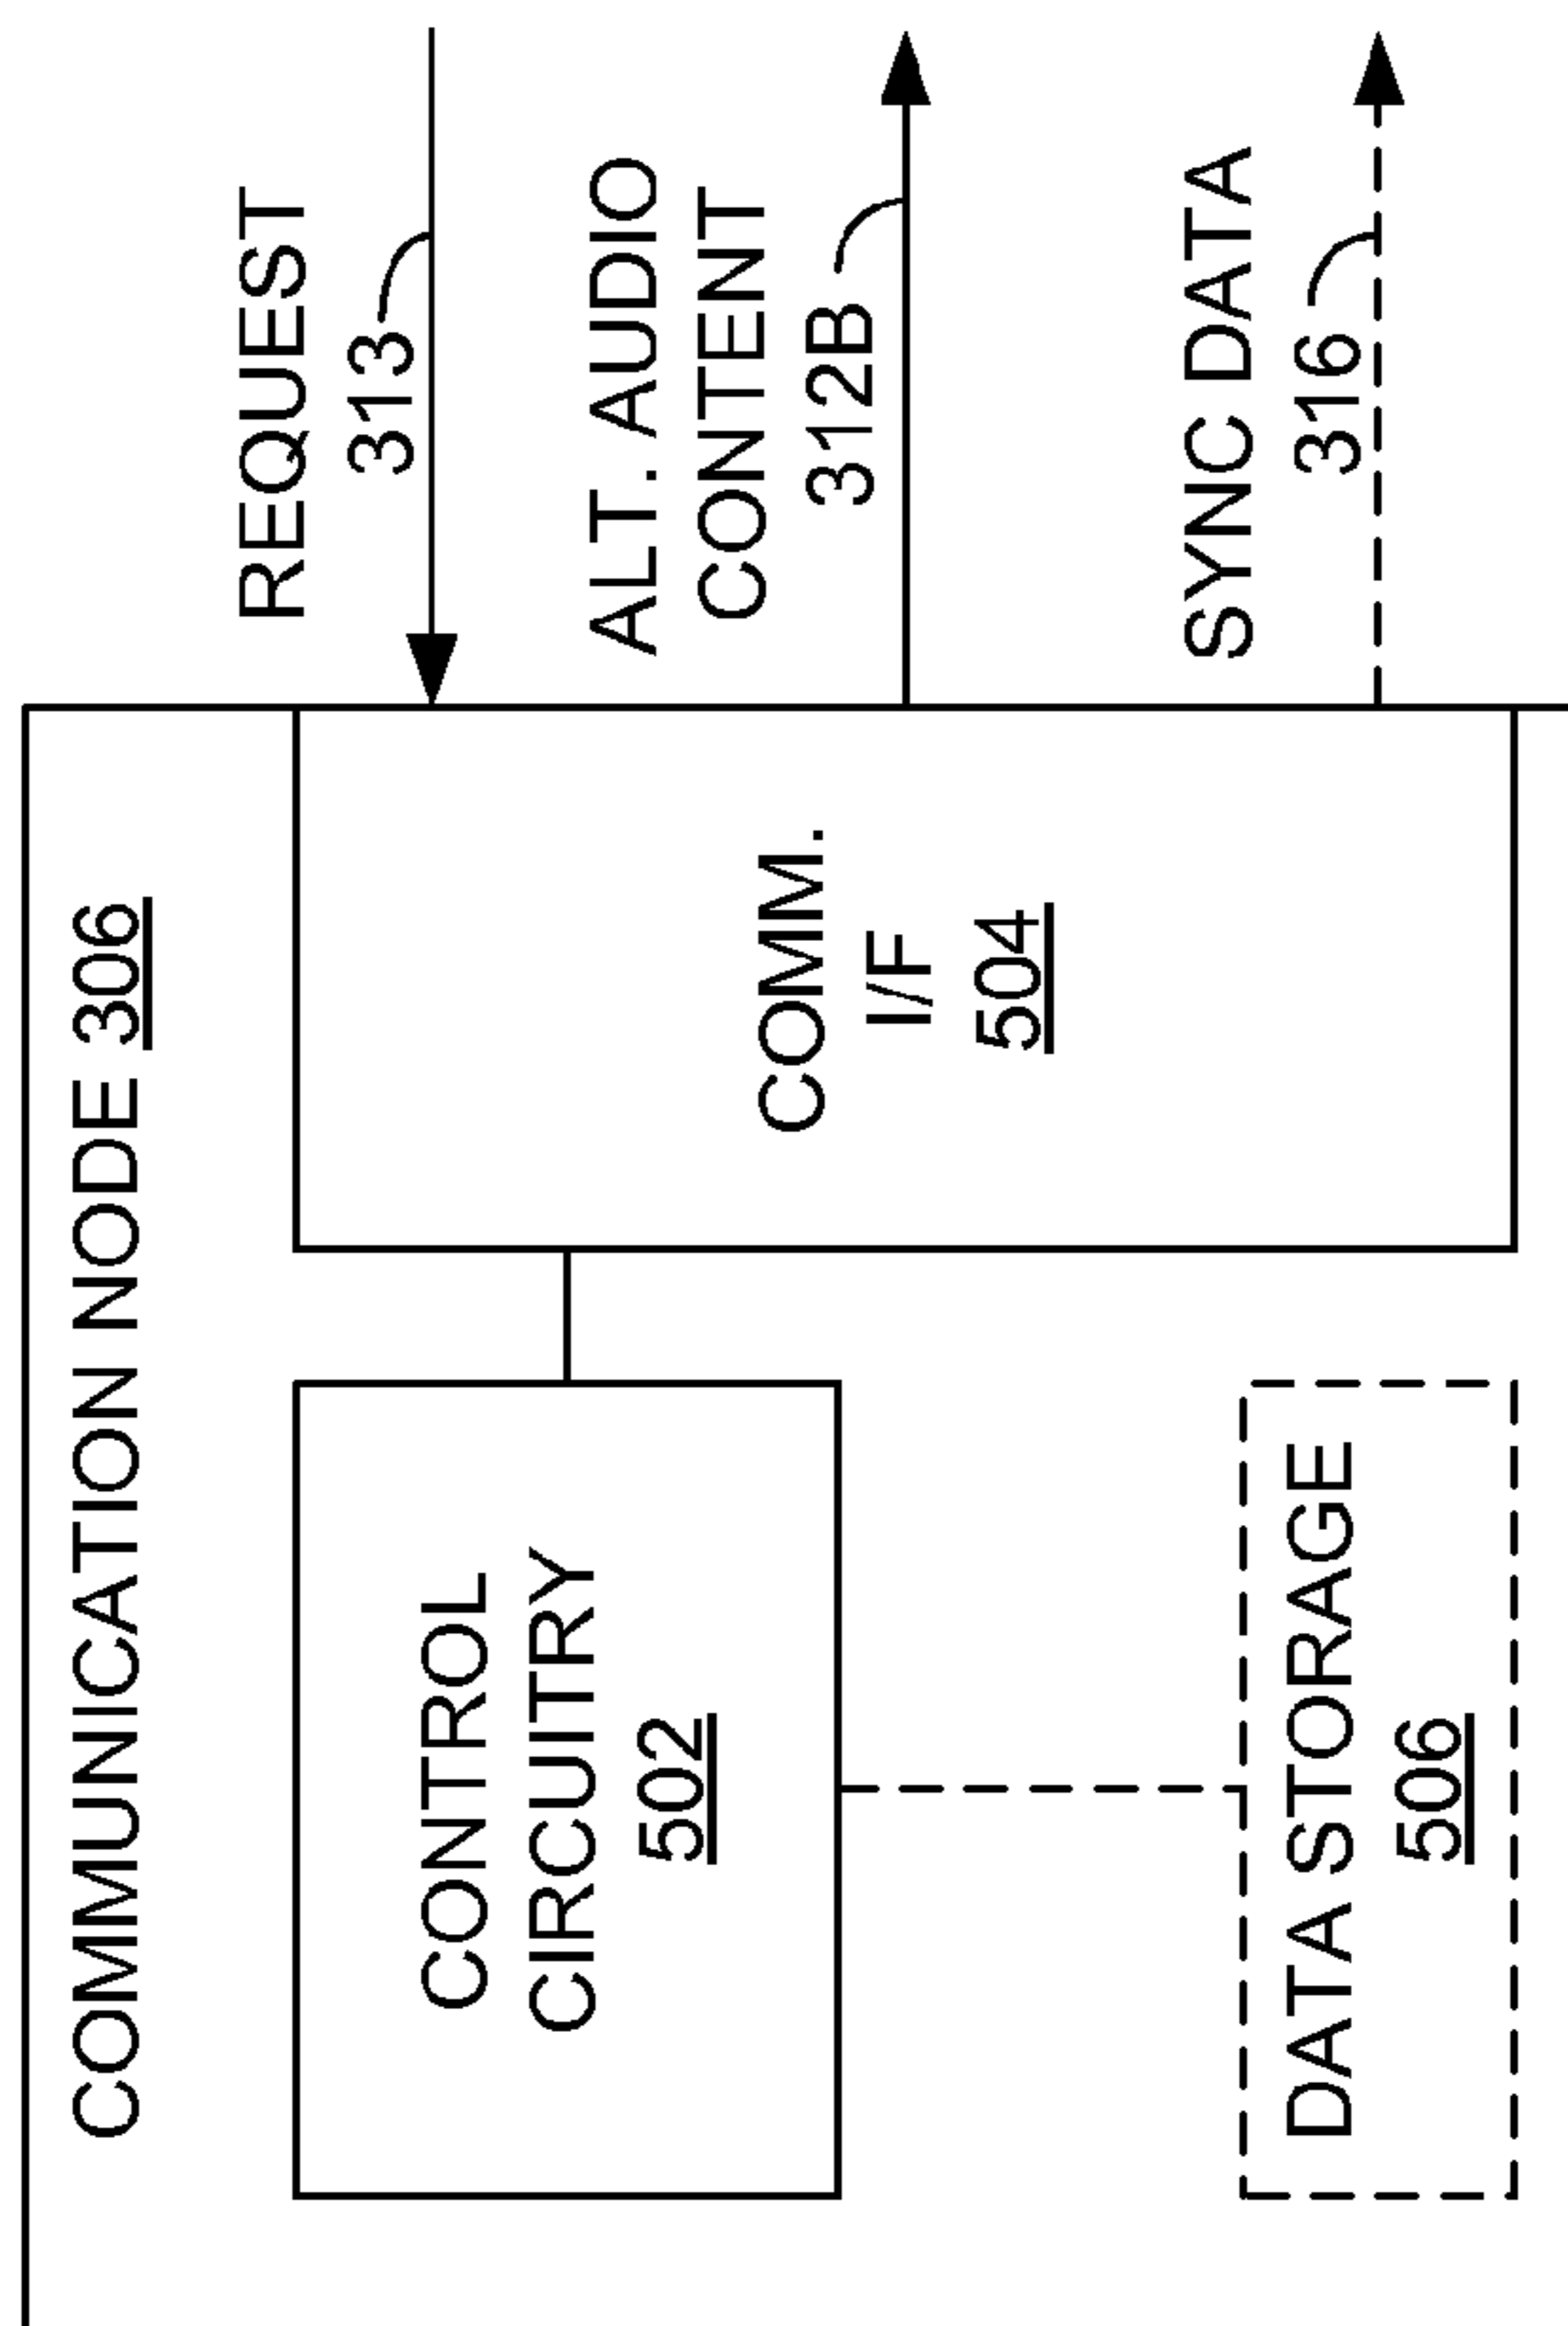 COMMUNICATION NODE 306
CONTROL
CIRCUITRY
502
DATA STORAGE
506
COMM.
I/F
504
REQUEST
313
ALT. AUDIO
CONTENT
312B
SYNC DATA
316